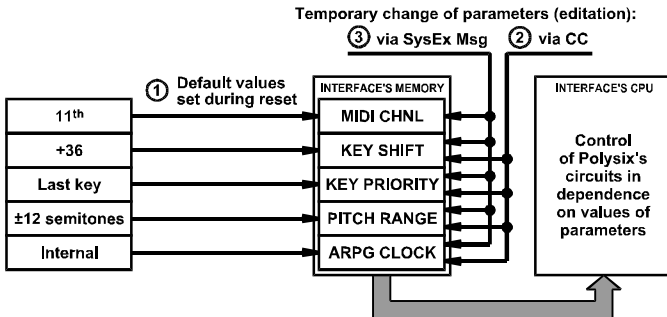 Temporary change of parameters (editation):
3 via SysEx Msg
2 via CC
1 Default values
set during reset
INTERFACE'S MEMORY
INTERFACE'S CPU
11th
MIDI CHNL
+36
KEY SHIFT
Last key
KEY PRIORITY
±12 semitones
PITCH RANGE
Internal
ARPG CLOCK
Control
of Polysix's
circuits in
dependence
on values of
parameters